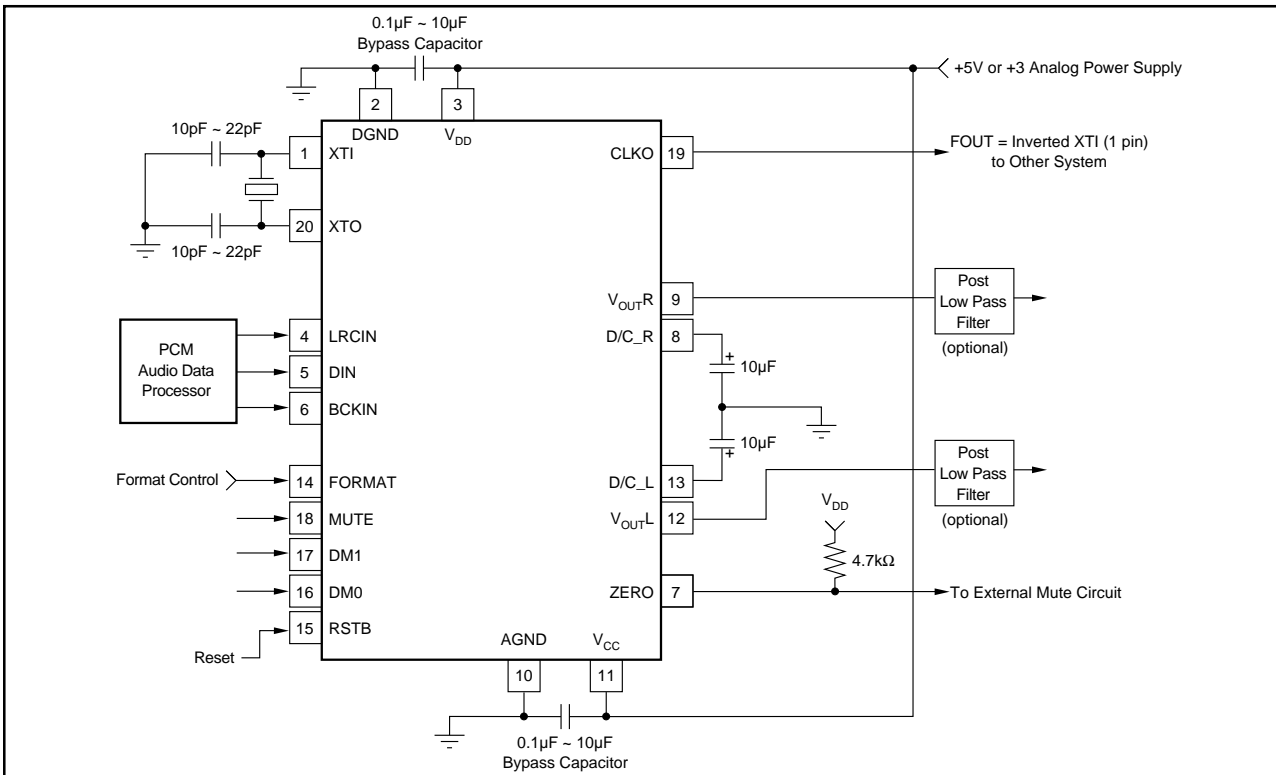 0.1µF ~ 10µF
Bypass Capacitor
+5V or +3 Analog Power Supply
2
3
DGND
VDD
10pF ~ 22pF
1
XTI
CLKO
19
FOUT = Inverted XTI (1 pin)
to Other System
20
XTO
10pF ~ 22pF
VOUTR
9
Post
Low Pass
Filter
(optional)
D/C_R
8
+
10µF
PCM
Audio Data
Processor
4
LRCIN
5
DIN
6
BCKIN
10µF
+
Format Control
14
FORMAT
D/C_L
13
Post
Low Pass
Filter
(optional)
18
MUTE
VOUTL
12
VDD
17
DM1
4.7kΩ
16
DM0
ZERO
7
To External Mute Circuit
15
RSTB
Reset
AGND
VCC
10
11
0.1µF ~ 10µF
Bypass Capacitor